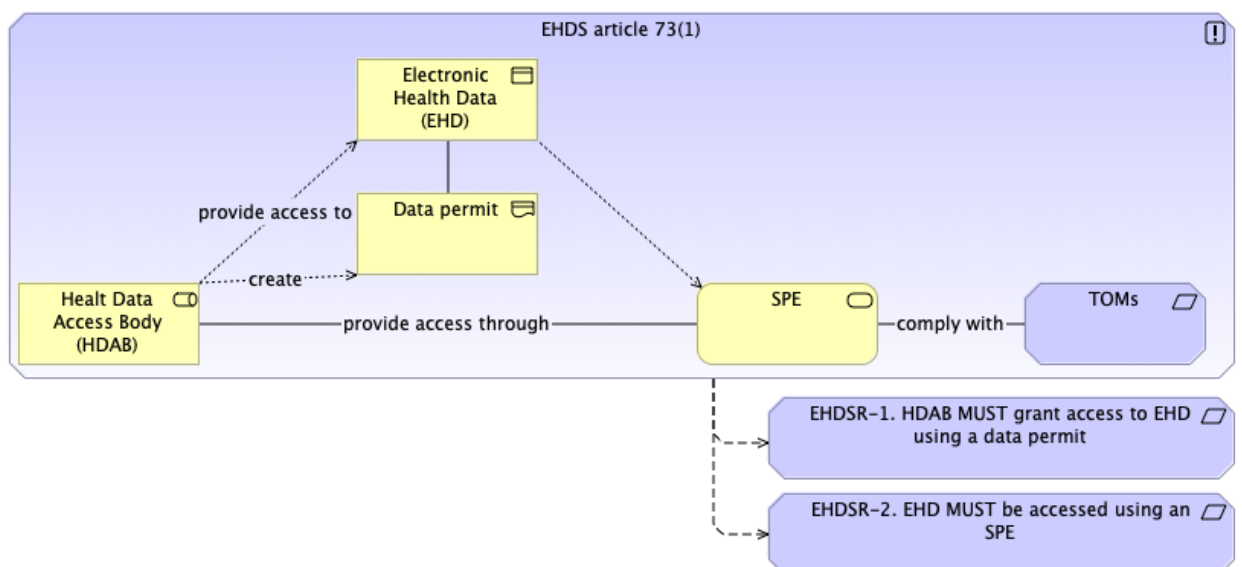 EHDS article 73(1)
Electronic
Health Data
(EHD)
provide access to
Data permit
create
Healt Data
Access Body
(HDAB)
provide access through
SPE
comply with
TOMs
EHDSR-1. HDAB MUST grant access to EHD
using a data permit
EHDSR-2. EHD MUST be accessed using an
SPE